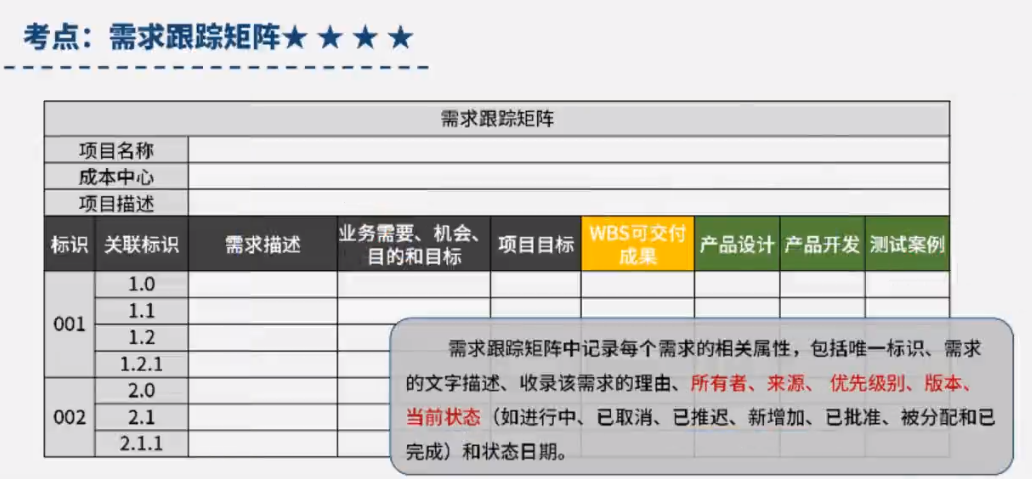 考点：需求跟踪矩阵★ ★ ★ ★
需求跟踪矩阵
项目名称
成本中心
项目描述
标识 关联标识 需求描述 业务需要、机会、目的和目标 项目目标 WBS可交付成果 产品设计 产品开发 测试案例
001
1.0
1.1
1.2
1.2.1
002
2.0
2.1
2.1.1
需求跟踪矩阵中记录每个需求的相关属性，包括唯一标识、需求
的文字描述、收录该需求的理由、所有者、来源、 优先级别、版本、
当前状态（如进行中、已取消、已推迟、新增加、已批准、被分配和已
完成）和状态日期。